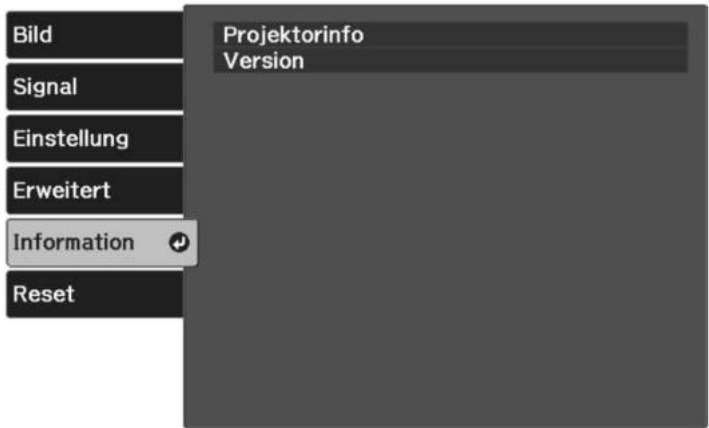 Bild
Signal
Einstellung
Erweitert
Information
Reset
Projektorinfo
Version